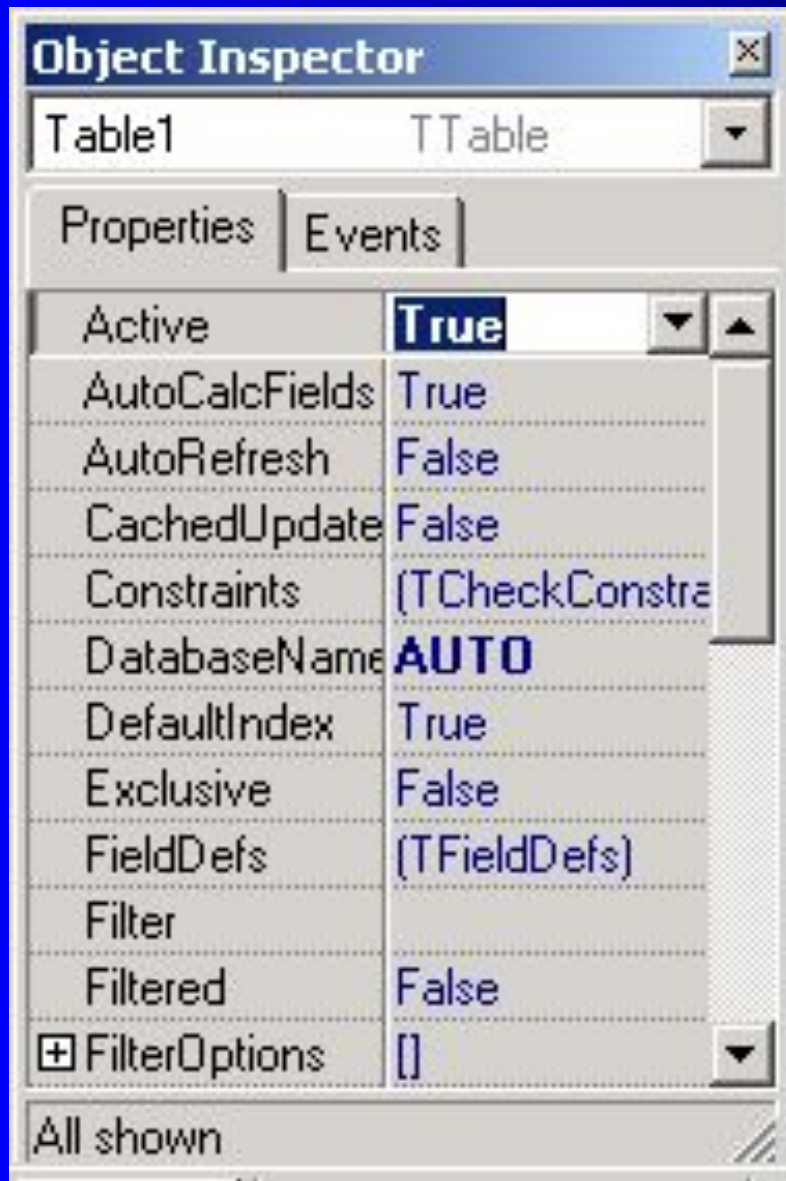 Object Inspector
Table1 TTable
Properties Events
Active True
AutoCalcFields True
AutoRefresh False
CachedUpdate False
Constraints (TCheckConstra
DatabaseName AUTO
DefaultIndex True
Exclusive False
FieldDefs (TFieldDefs)
Filter
Filtered False
FilterOptions []
All shown